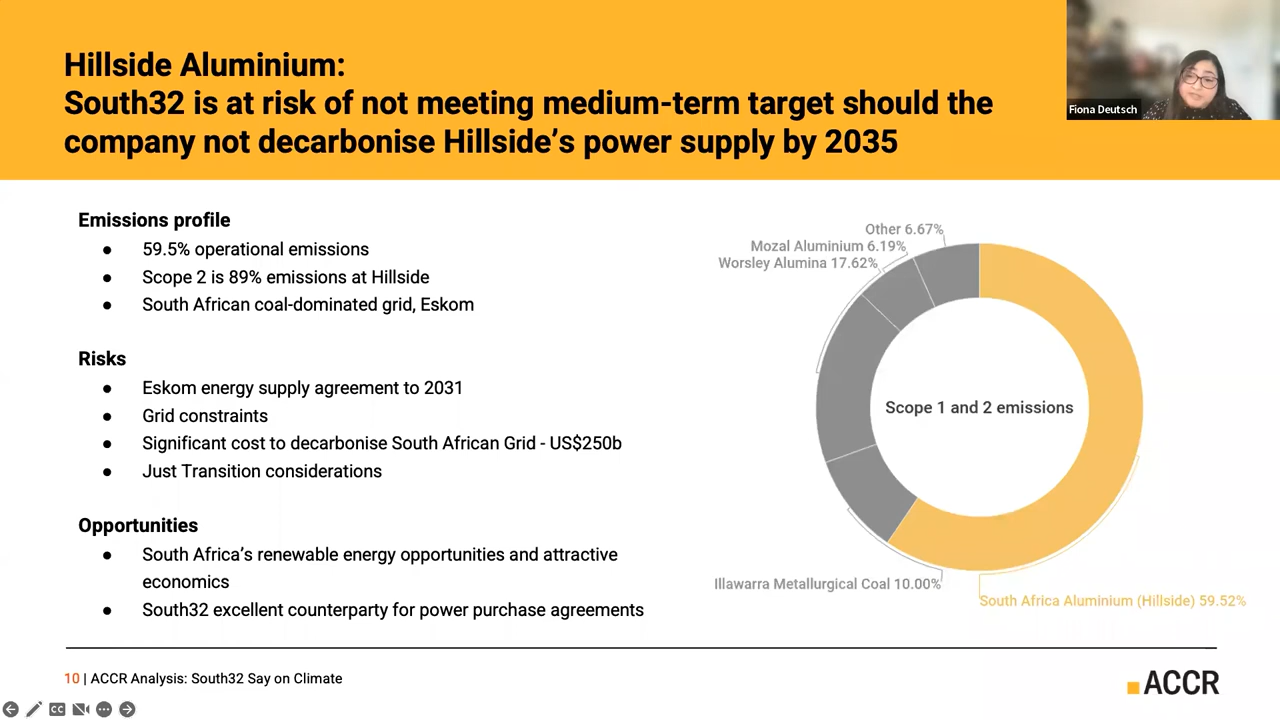 Hillside Aluminium:
South32 is at risk of not meeting medium-term target should the
company not decarbonise Hillside's power supply by 2035
Fiona Deutsch
Emissions profile
● 59.5% operational emissions
● Scope 2 is 89% emissions at Hillside
● South African coal-dominated grid, Eskom
Risks
● Eskom energy supply agreement to 2031
● Grid constraints
● Significant cost to decarbonise South African Grid - US$250b
● Just Transition considerations
Opportunities
● South Africa's renewable energy opportunities and attractive
economics
● South32 excellent counterparty for power purchase agreements
Other 6.67%
Mozal Aluminium 6.19%
Worsley Alumina 17.62%
Scope 1 and 2 emissions
Illawarra Metallurgical Coal 10.00%
South Africa Aluminium (Hillside) 59.52%
10 | ACCR Analysis: South32 Say on Climate
ACCR
CC